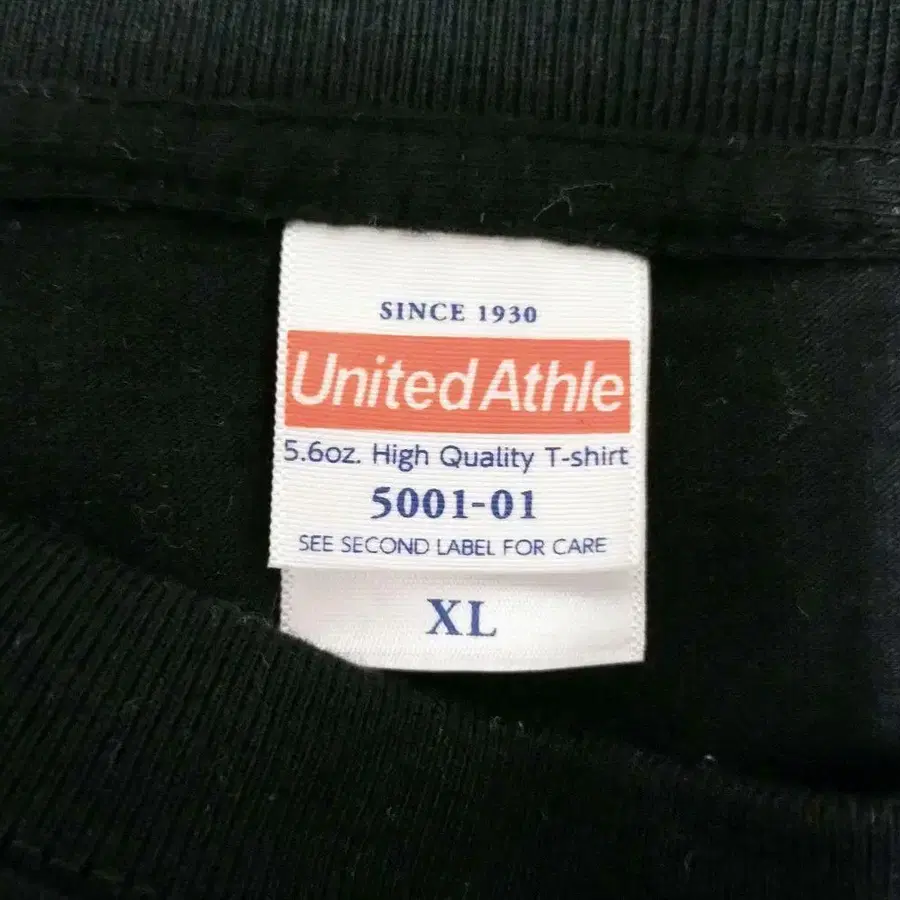 SINCE 1930
United Athle
5.6oz. High Quality T-shirt
5001-01
SEE SECOND LABEL FOR CARE
XL